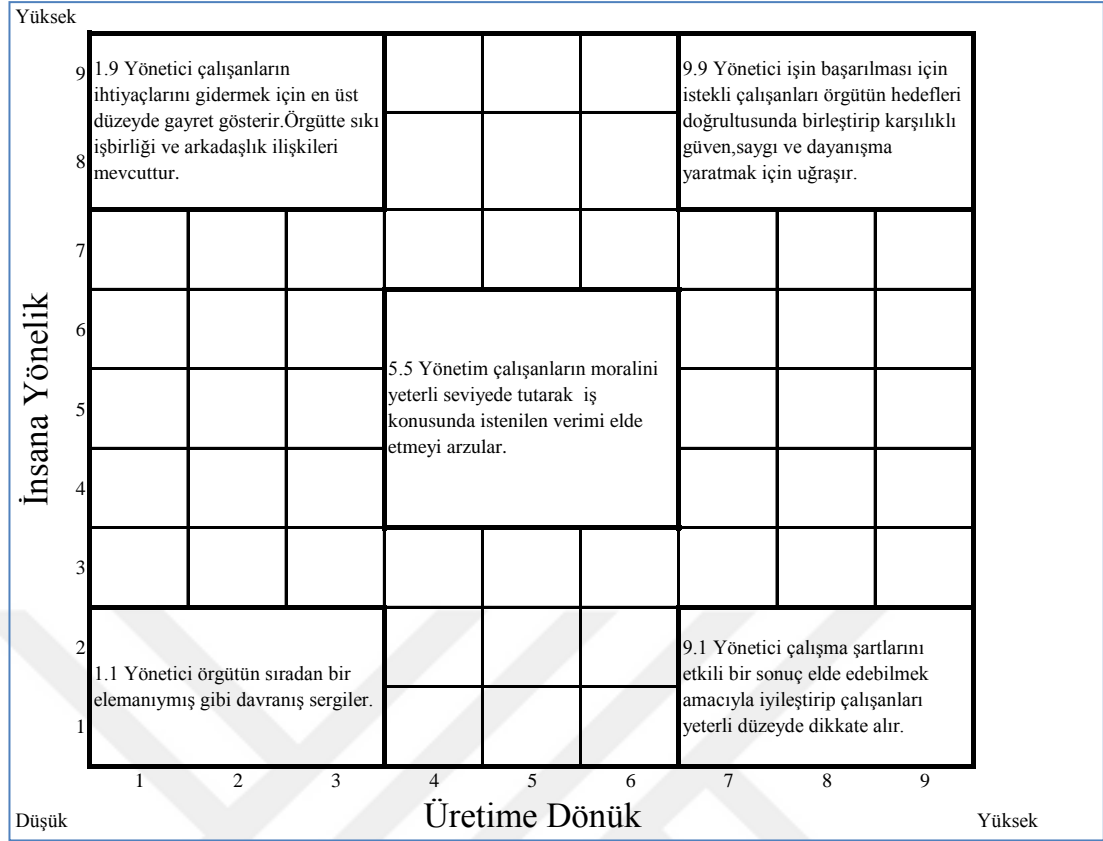 Yüksek
9
1.9 Yönetici çalışanların
ihtiyaçlarını gidermek için en üst
düzeyde gayret gösterir.Örgütte sıkı
işbirliği ve arkadaşlık ilişkileri
mevcuttur.
9.9 Yönetici işin başarılması için
istekli çalışanları örgütün hedefleri
doğrultusunda birleştirip karşılıklı
güven,saygı ve dayanışma
yaratmak için uğraşır.
8
7
6
5
4
3
2
1
İnsana Yönelik
5.5 Yönetim çalışanların moralini
yeterli seviyede tutarak iş
konusunda istenilen verimi elde
etmeyi arzular.
1.1 Yönetici örgütün sıradan bir
elemanıymış gibi davranış sergiler.
9.1 Yönetici çalışma şartlarını
etkili bir sonuç elde edebilmek
amacıyla iyileştirip çalışanları
yeterli düzeyde dikkate alır.
1 2 3 4 5 6 7 8 9
Düşük
Üretime Dönük
Yüksek